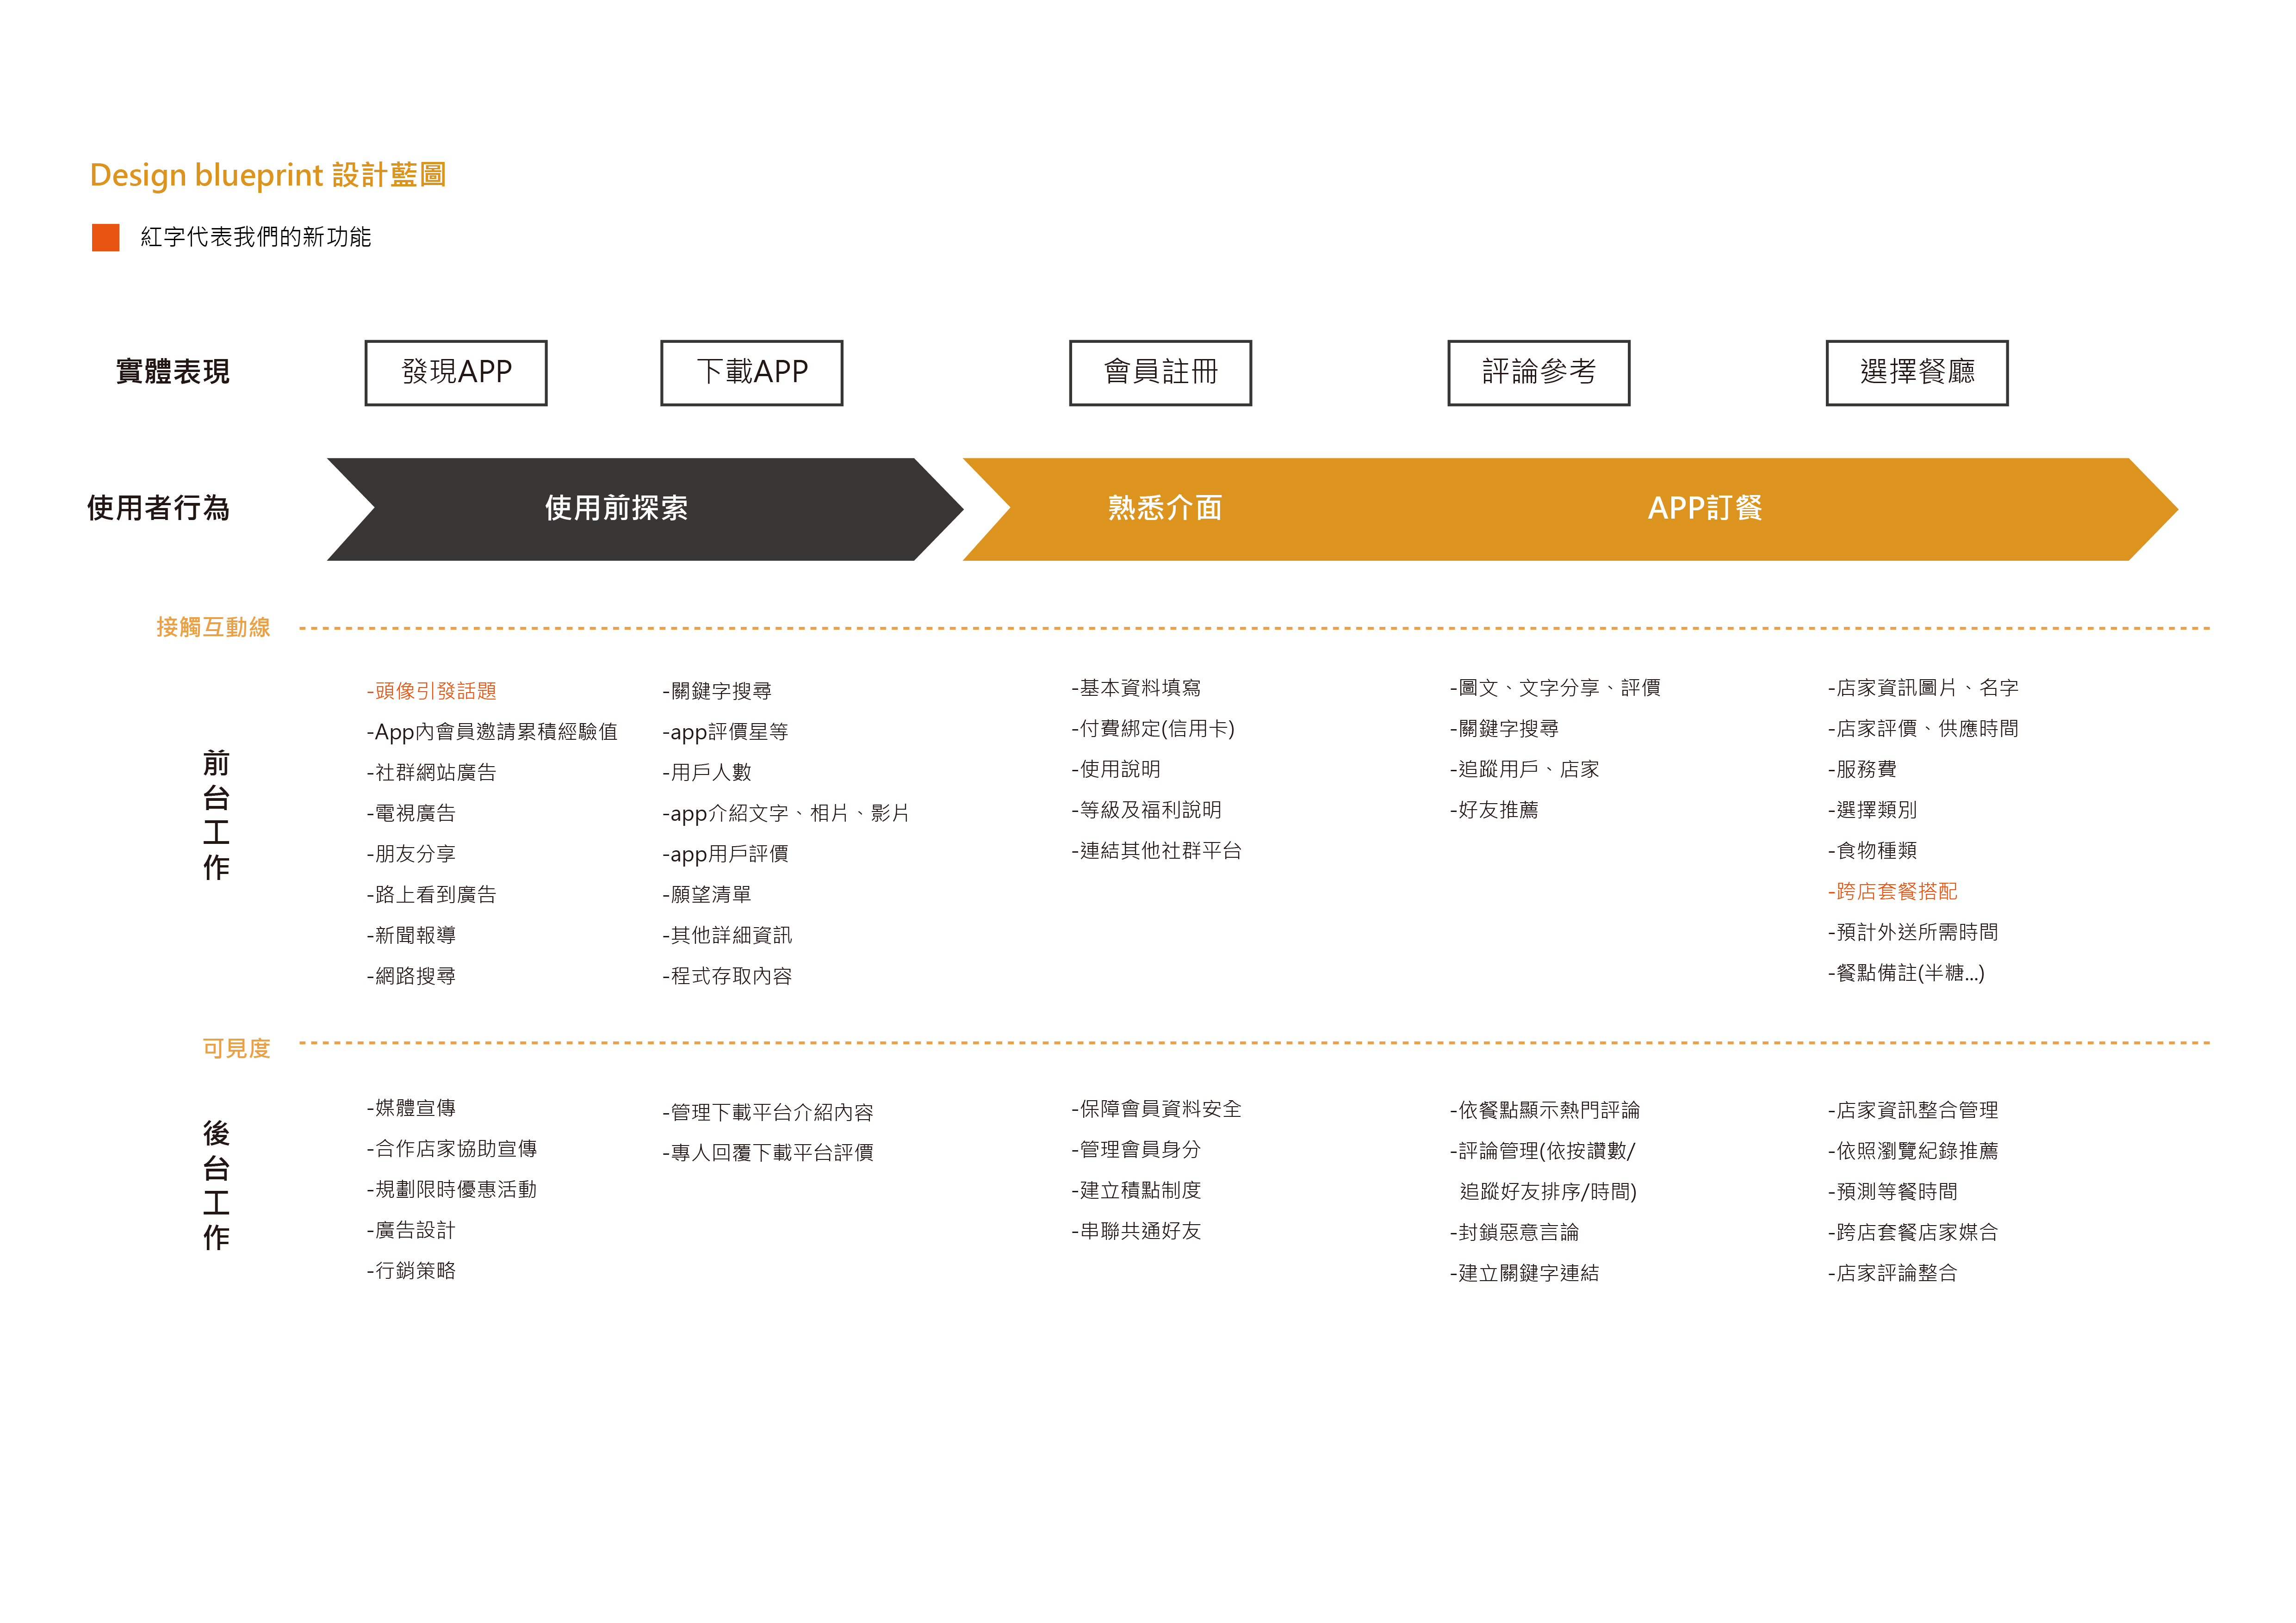 Design blueprint 設計藍圖
紅字代表我們的新功能
實體表現
發現APP
下載APP
會員註冊
評論參考
選擇餐廳
使用者行為
使用前探索
熟悉介面
APP訂餐
接觸互動線
前台工作
-頭像引發話題
-App內會員邀請累積經驗值
-社群網站廣告
-電視廣告
-朋友分享
-路上看到廣告
-新聞報導
-網路搜尋
-關鍵字搜尋
-app評價星等
-用戶人數
-app介紹文字、相片、影片
-app用戶評價
-願望清單
-其他詳細資訊
-程式存取內容
-基本資料填寫
-付費綁定(信用卡)
-使用說明
-等級及福利說明
-連結其他社群平台
-圖文、文字分享、評價
-關鍵字搜尋
-追蹤用戶、店家
-好友推薦
-店家資訊圖片、名字
-店家評價、供應時間
-服務費
-選擇類別
-食物種類
-跨店套餐搭配
-預計外送所需時間
-餐點備註(半糖...)
可見度
後台工作
-媒體宣傳
-合作店家協助宣傳
-規劃限時優惠活動
-廣告設計
-行銷策略
-管理下載平台介紹內容
-專人回覆下載平台評價
-保障會員資料安全
-管理會員身分
-建立積點制度
-串聯共通好友
-依餐點顯示熱門評論
-評論管理(依按讚數/
追蹤好友排序/時間)
-封鎖惡意言論
-建立關鍵字連結
-店家資訊整合管理
-依照瀏覽紀錄推薦
-預測等餐時間
-跨店套餐店家媒合
-店家評論整合